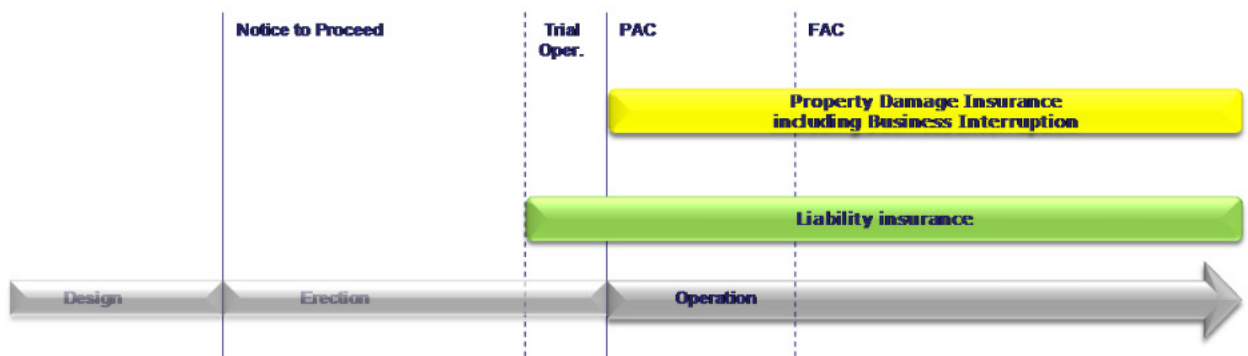 Notice to Proceed
Trial
Oper.
PAC
FAC
Property Damage Insurance
including Business Interruption
Liability insurance
Design
Erection
Operation